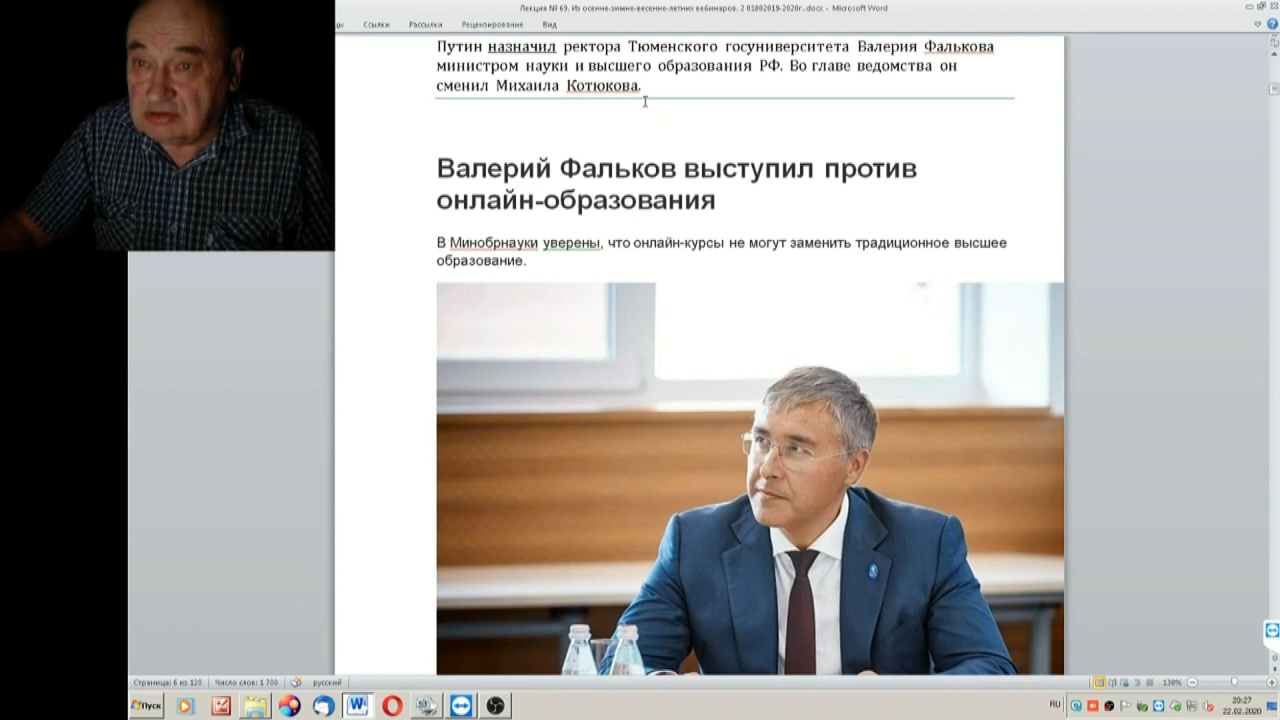 Лекция № 69. Из осенне-зимне-весенне-летних вебинаров. 2 01802019-2020г..docx - Microsoft Word
Ссылки Рассылки Рецензирование Вид
Путин назначил ректора Тюменского госуниверситета Валерия Фалькова
министром науки и высшего образования РФ. Во главе ведомства он
сменил Михаила Котюкова.
Валерий Фальков выступил против
онлайн-образования
В Минобрнауки уверены, что онлайн-курсы не могут заменить традиционное высшее
образование.
Страница: 6 из 120 Число слов: 1 700 русский 130%
Пуск RU 20:27
22.02.2020